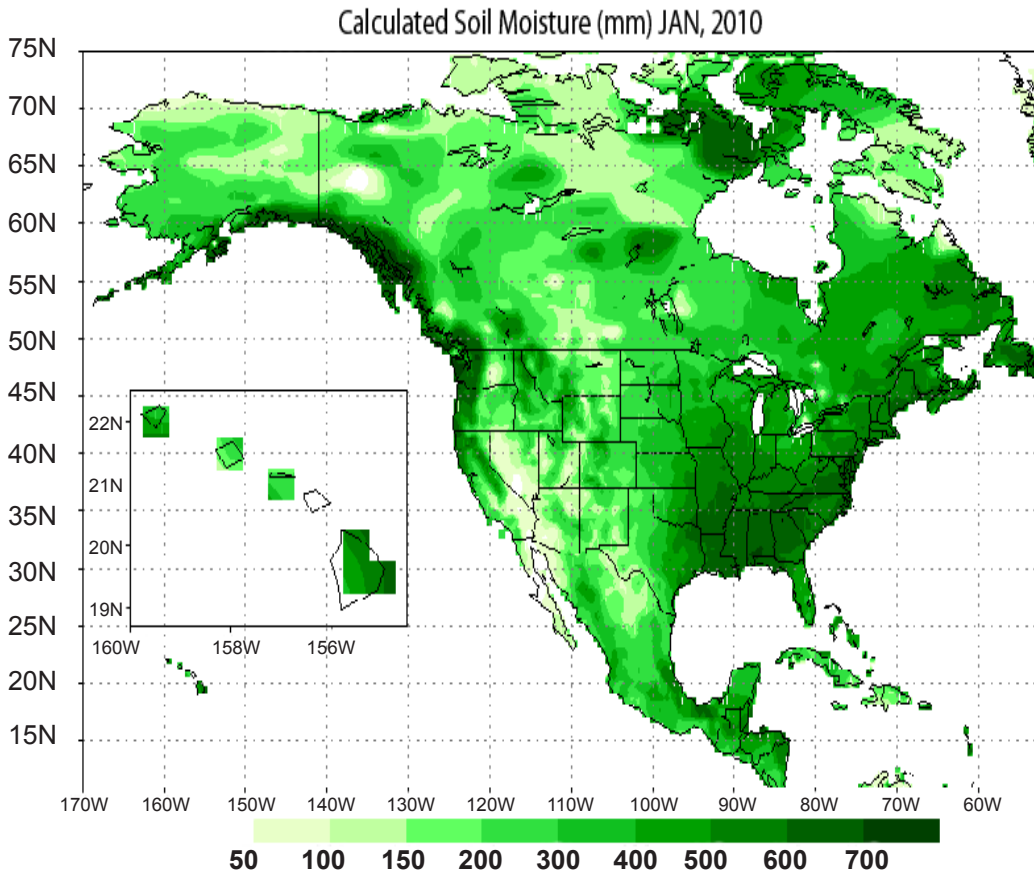 Calculated Soil Moisture (mm) JAN, 2010
75N
70N
65N
60N
55N
50N
45N
40N
35N
30N
25N
20N
15N
22N
21N
20N
19N
160W 158W 156W
170W 160W 150W 140W 130W 120W 110W 100W 90W 80W 70W 60W
50 100 150 200 300 400 500 600 700